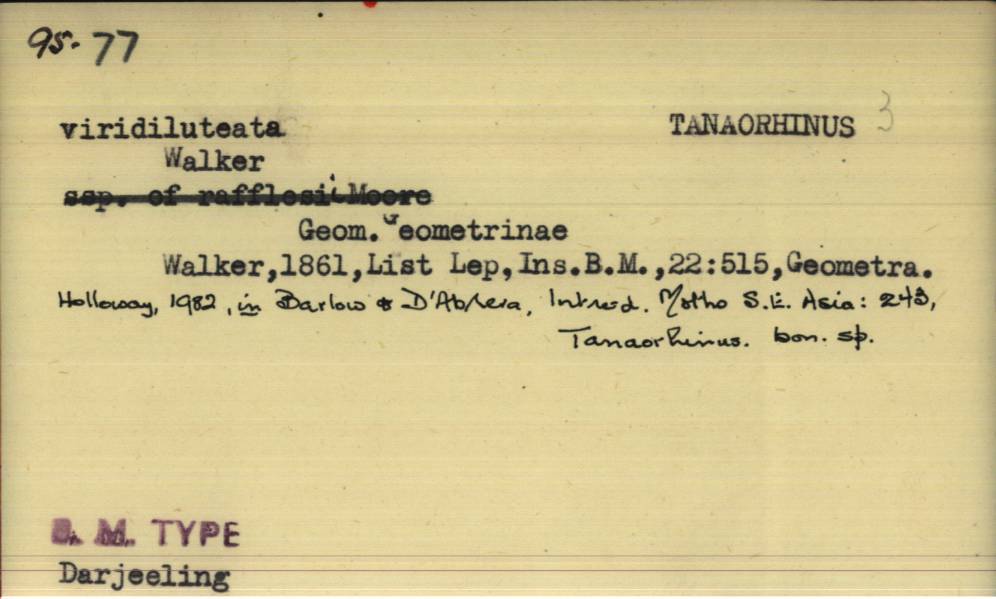 95- 77
viridiluteata TANAORHINUS 3
Walker
ssp. of rafflesii Moore
Geom. Geometrinae
Walker,1861,List Lep,Ins.B.M.,22:515,Geometra.
Holloway, 1982, in Barlow & D'Abrera, Introd. Moths S.E. Asia: 243,
Tanaorhinus. bon. sp.
B. M. TYPE
Darjeeling